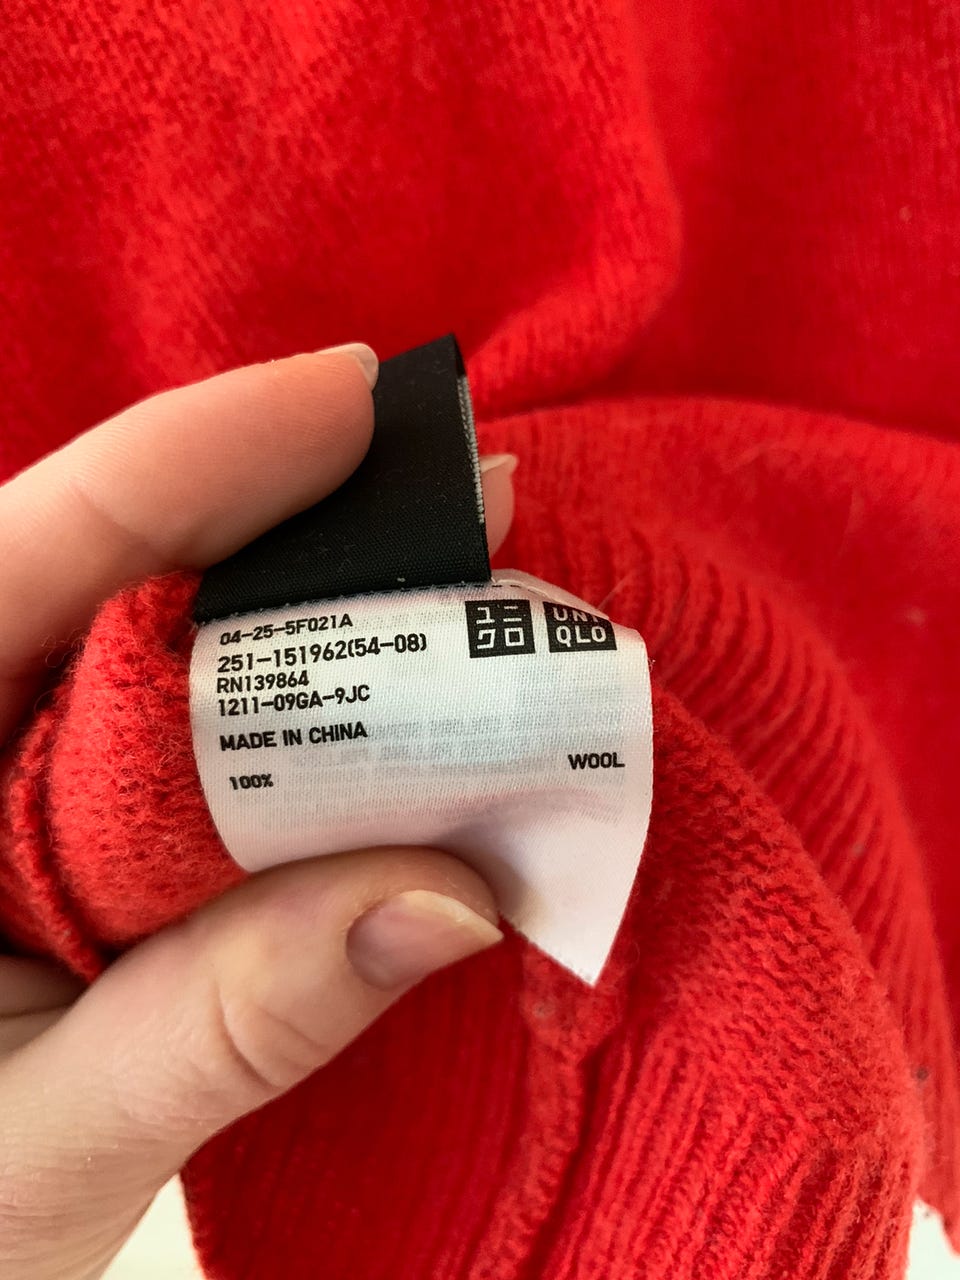 04-25-5F021A
251-151962(54-08)
RN139864
1211-09GA-9JC
ユニ
クロ
UNI
QLO
MADE IN CHINA
100% WOOL